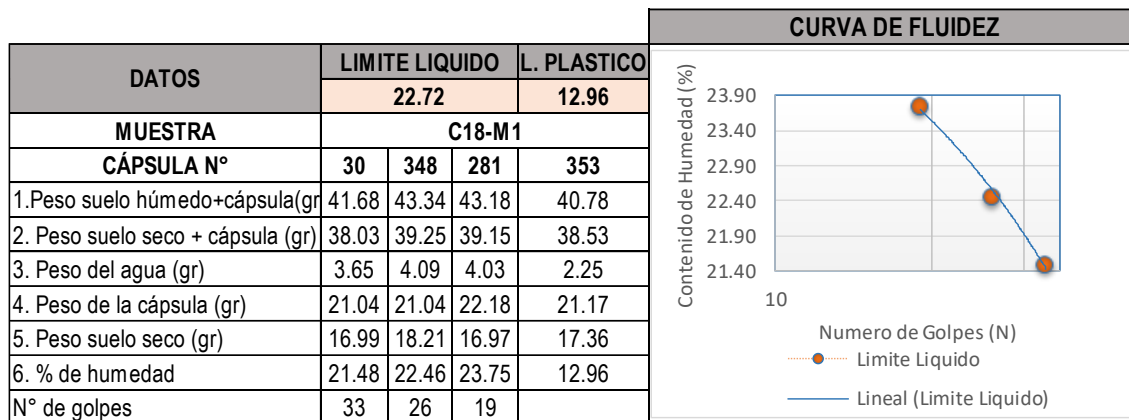 DATOS LIMITE LIQUIDO L. PLASTICO
22.72 12.96
MUESTRA C18-M1
CÁPSULA N° 30 348 281 353
1.Peso suelo húmedo+cápsula(gr 41.68 43.34 43.18 40.78
2. Peso suelo seco + cápsula (gr) 38.03 39.25 39.15 38.53
3. Peso del agua (gr) 3.65 4.09 4.03 2.25
4. Peso de la cápsula (gr) 21.04 21.04 22.18 21.17
5. Peso suelo seco (gr) 16.99 18.21 16.97 17.36
6. % de humedad 21.48 22.46 23.75 12.96
N° de golpes 33 26 19
CURVA DE FLUIDEZ
Contenido de Humedad (%)
23.90
23.40
22.90
22.40
21.90
21.40
10
Numero de Golpes (N)
Limite Liquido
Lineal (Limite Liquido)